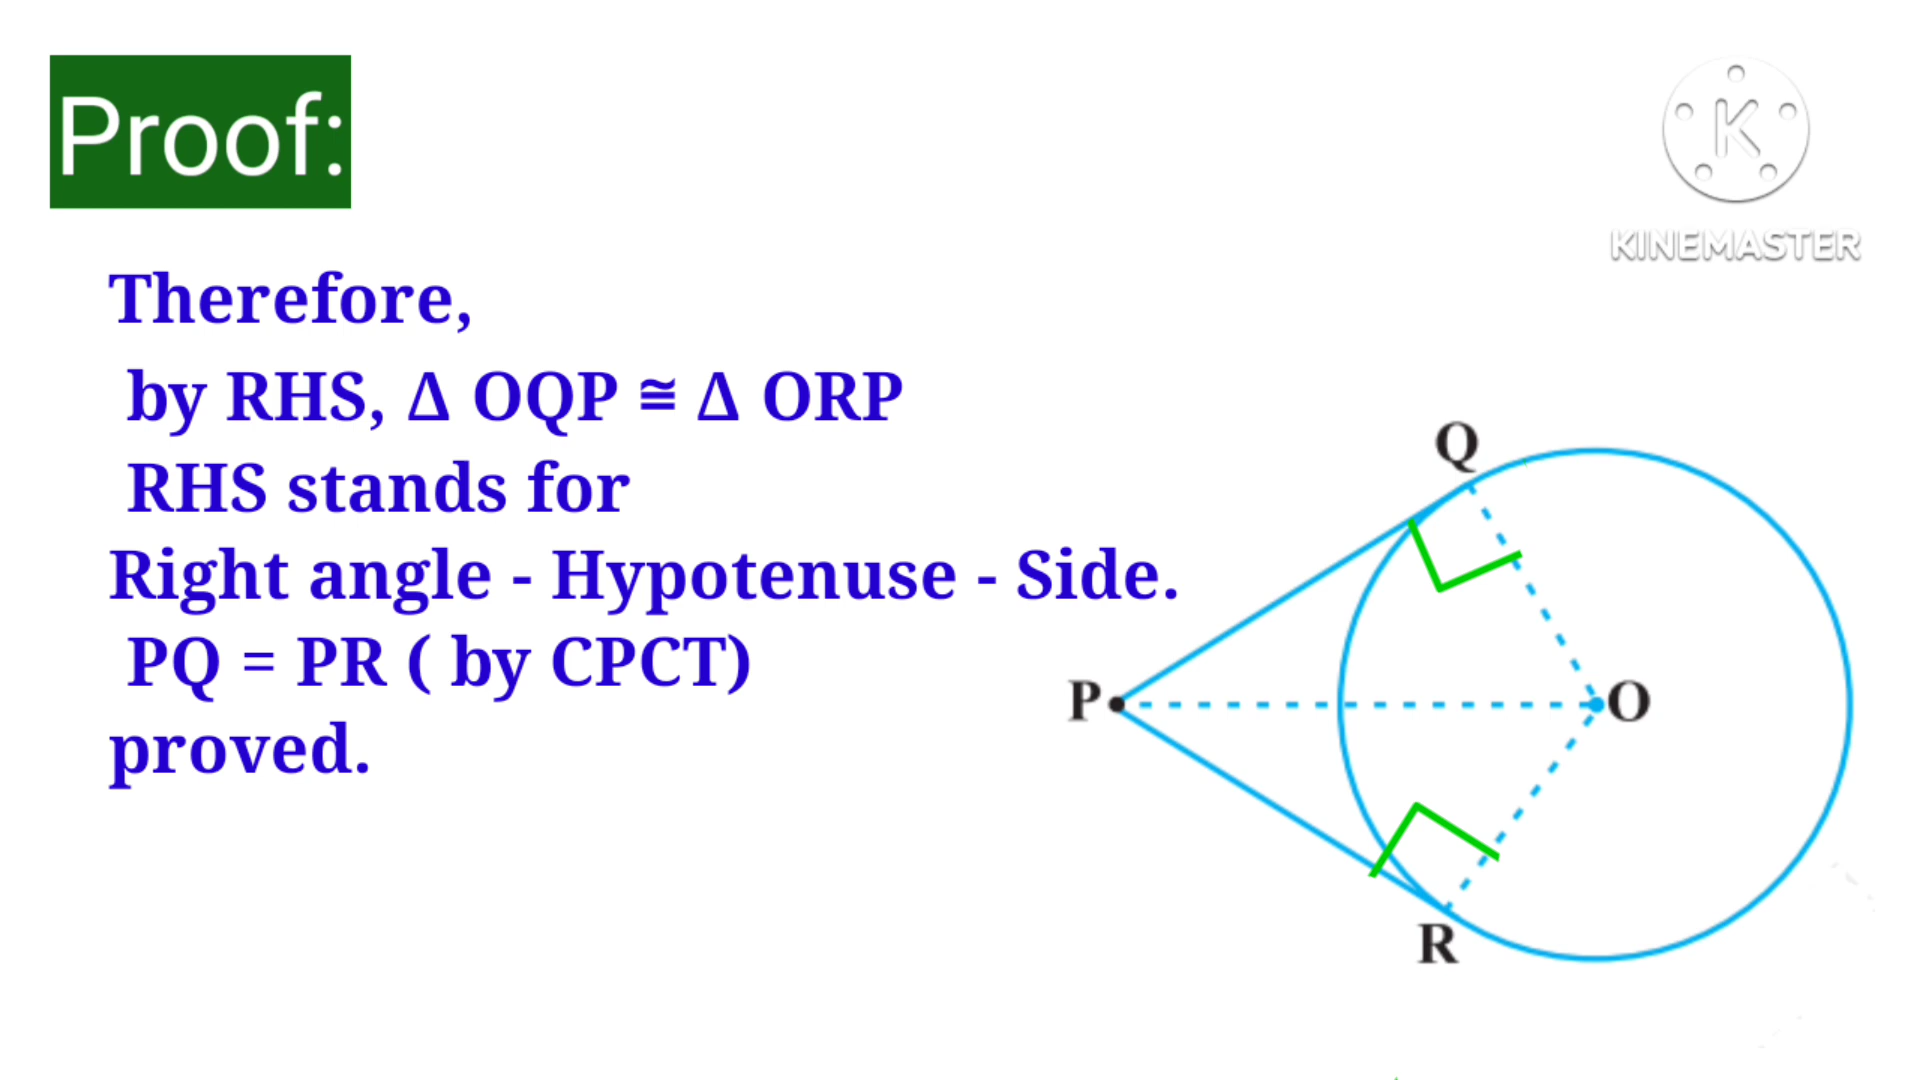 Proof:
K
KINEMASTER
Therefore,
by RHS, Δ OQP ≅ Δ ORP
RHS stands for
Right angle - Hypotenuse - Side.
PQ = PR ( by CPCT)
proved.
Q
P
O
R